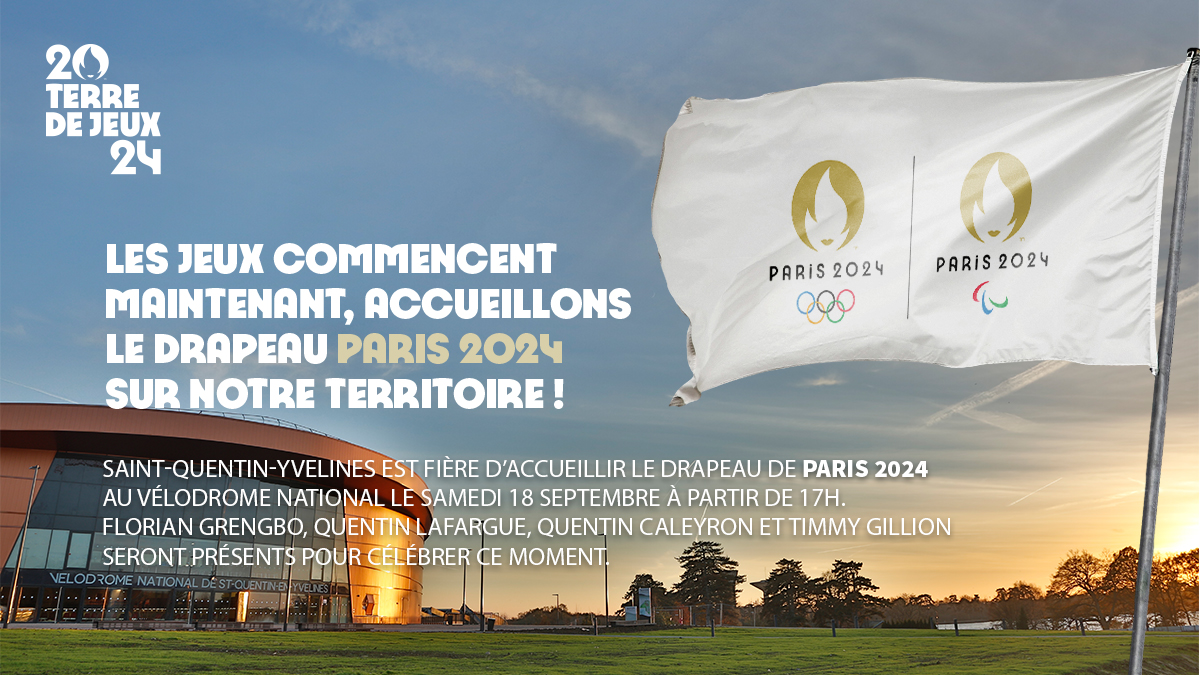 20
TERRE
DE JEUX
24
LES JEUX COMMENCENT
MAINTENANT, ACCUEILLONS
LE DRAPEAU PARIS 2024
SUR NOTRE TERRITOIRE !
PARIS 2024
PARIS 2024
SAINT-QUENTIN-YVELINES EST FIÈRE D’ACCUEILLIR LE DRAPEAU DE PARIS 2024
AU VÉLODROME NATIONAL LE SAMEDI 18 SEPTEMBRE À PARTIR DE 17H.
FLORIAN GRENGBO, QUENTIN LAFARGUE, QUENTIN CALEYRON ET TIMMY GILLION
SERONT PRÉSENTS POUR CÉLÉBRER CE MOMENT.
VELODROME NATIONAL DE ST-QUENTIN-EN-YVELINES